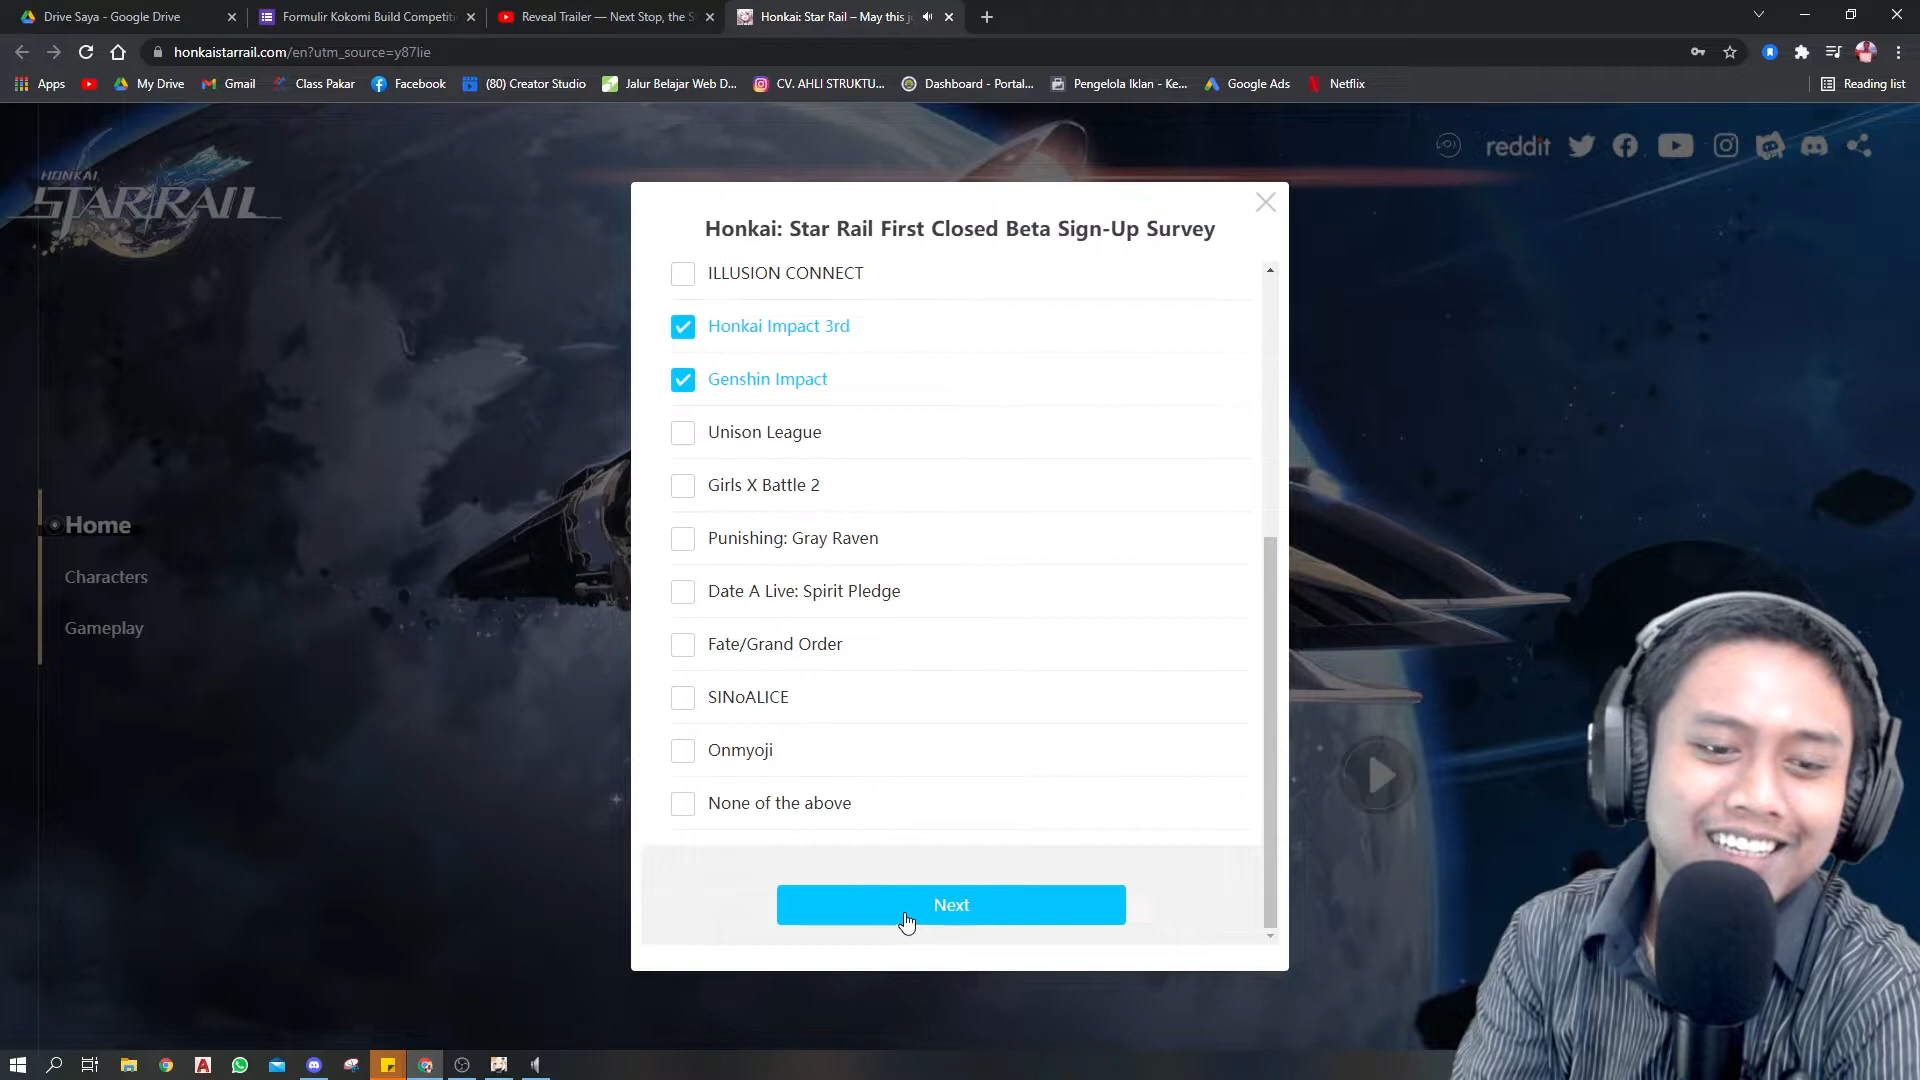 Drive Saya - Google Drive
Formulir Kokomi Build Competiti
Reveal Trailer — Next Stop, the S
Honkai: Star Rail – May this j
honkaistarrail.com/en?utm_source=y87lie
Apps
My Drive
Gmail
Class Pakar
Facebook
(80) Creator Studio
Jalur Belajar Web D...
CV. AHLI STRUKTU...
Dashboard - Portal...
Pengelola Iklan - Ke...
Google Ads
Netflix
Reading list
HONKAI
STAR RAIL
reddit
Honkai: Star Rail First Closed Beta Sign-Up Survey
ILLUSION CONNECT
Honkai Impact 3rd
Genshin Impact
Unison League
Girls X Battle 2
Punishing: Gray Raven
Date A Live: Spirit Pledge
Fate/Grand Order
SINoALICE
Onmyoji
None of the above
Next
Home
Characters
Gameplay